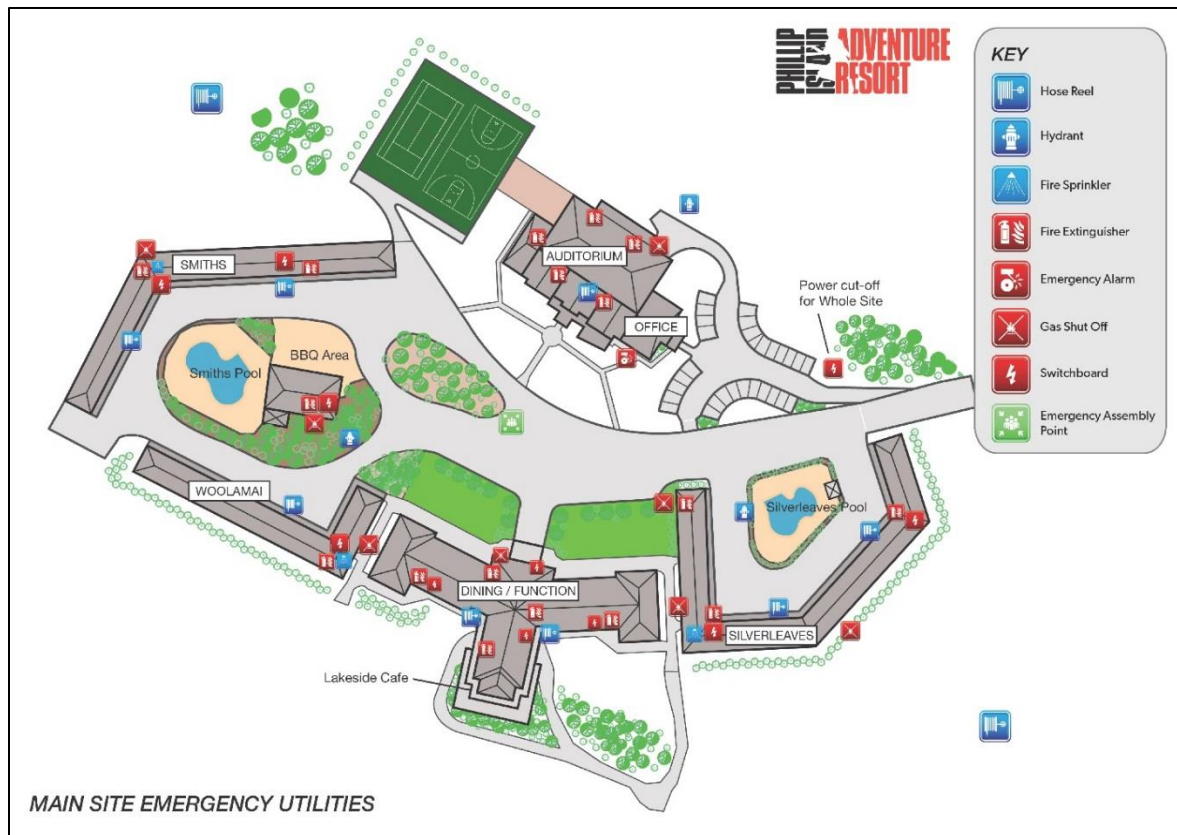 PHILLIP
ISLAND
ADVENTURE
RESORT
KEY
Hose Reel
Hydrant
Fire Sprinkler
Fire Extinguisher
Emergency Alarm
Gas Shut Off
Switchboard
Emergency Assembly
Point
SMITHS
AUDITORIUM
Power cut-off
for Whole Site
OFFICE
BBQ Area
Smiths Pool
WOOLAMAI
Silverleaves Pool
DINING / FUNCTION
SILVERLEAVES
Lakeside Cafe
MAIN SITE EMERGENCY UTILITIES